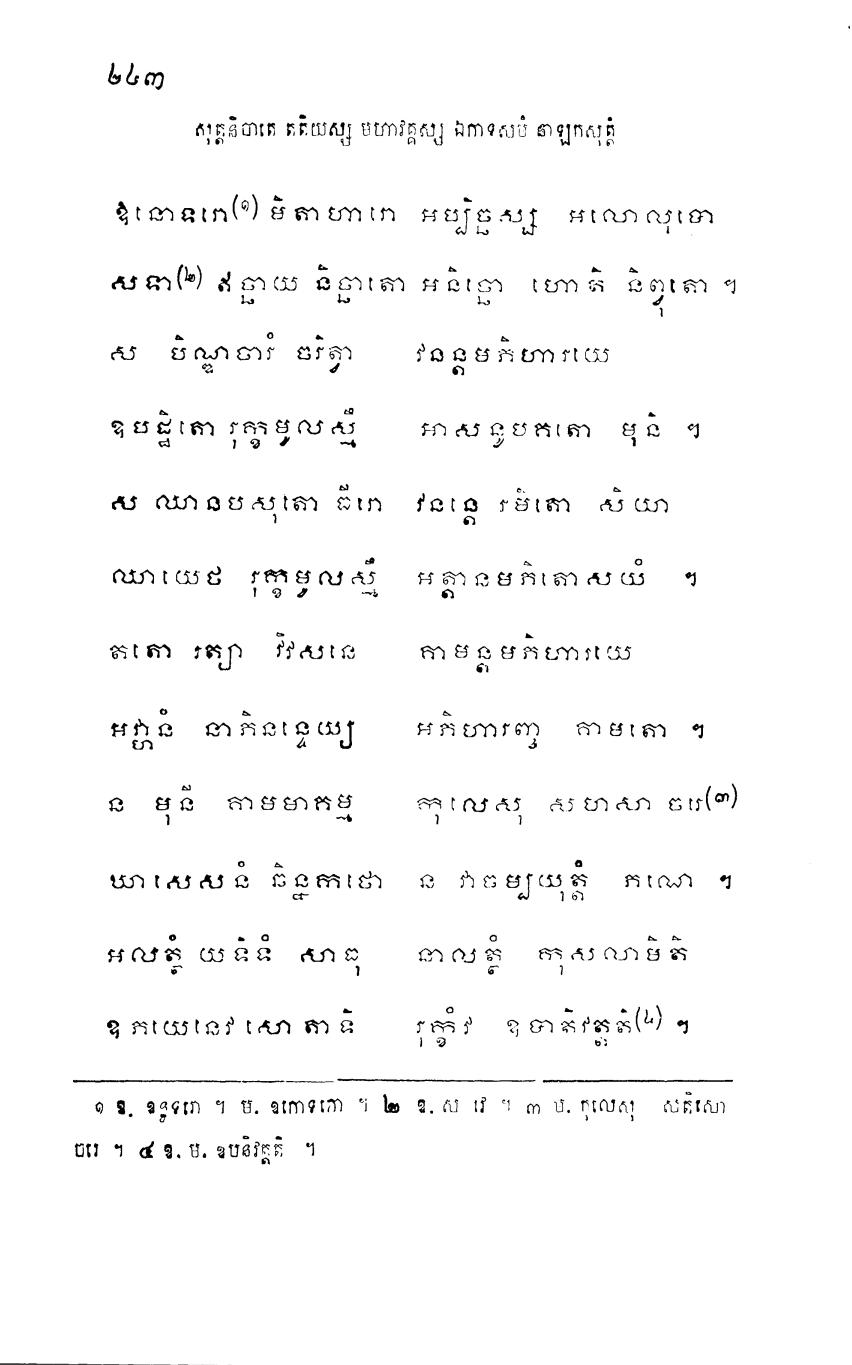 ២៤៣
សុត្តនិបាតេ តតិយស្ស មហាវគ្គស្ស ឯកាទសមំ នាឡកសុត្តំ
ឱនោទរោ(១) មិតាហារោ អប្បិច្ឆស្ស អលោលុទោ
សទា(២) ឥច្ឆាយ និច្ឆាតោ អនិច្ឆោ ហោតិ និព្វុតោ ។
ស បិណ្ឌចារំ ចរិត្វា វនន្តមភិហារយេ
ឧបដ្ឋិតោ រុក្ខមូលស្មឹ អាសនូបគតោ មុនិ ។
ស ឈានបសុតោ ធីរោ វនន្តេ រមិតោ សិយា
ឈាយេថ រុក្ខមូលស្មឹ អត្តានមភិតោសយំ ។
តតោ រត្យា វិវសនេ គាមន្តមភិហារយេ
អវ្ហានំ នាភិនន្ទេយ្យ អភិហារញ្ច គាមតោ ។
ន មុនី គាមមាគម្ម កុលេសុ សហសា ចរេ(៣)
ឃាសេសនំ ឆិន្នកថោ ន វាចម្បយុត្តំ ភណេ ។
អលត្ថំ យទិទំ សាធុ នាលត្ថំ កុសលាមិតិ
ឧភយេនេវ សោ តាទិ រុក្ខំវ ឧបាតិវត្តតិ(៤) ។
១ ឱ. ឧនូទរោ ។ ម. ឧកោទកោ ។ ២ ឱ. ស វេ ។ ៣ ម. កុលេសុ សតិសោ
ចរេ ។ ៤ ឱ. ម. ឧបនិវត្តតិ ។